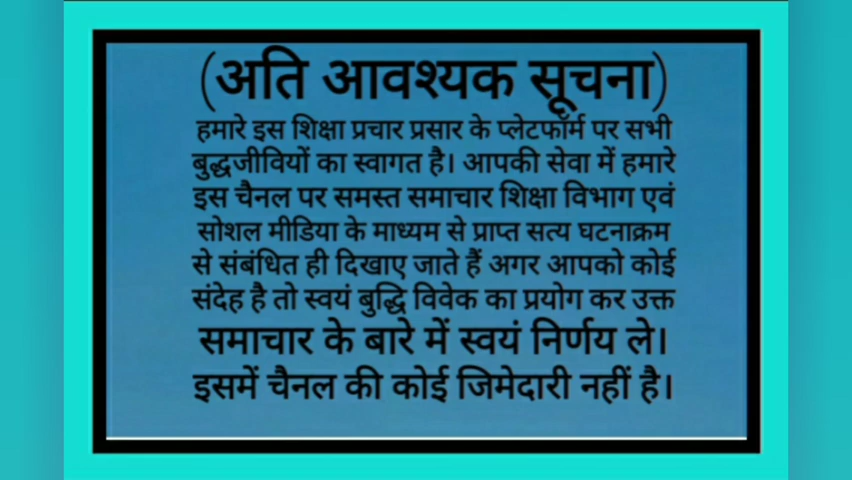 (अति आवश्यक सूचना)
हमारे इस शिक्षा प्रचार प्रसार के प्लेटफॉर्म पर सभी
बुद्धजीवियों का स्वागत है। आपकी सेवा में हमारे
इस चैनल पर समस्त समाचार शिक्षा विभाग एवं
सोशल मीडिया के माध्यम से प्राप्त सत्य घटनाक्रम
से संबंधित ही दिखाए जाते हैं अगर आपको कोई
संदेह है तो स्वयं बुद्धि विवेक का प्रयोग कर उक्त
समाचार के बारे में स्वयं निर्णय ले।
इसमें चैनल की कोई जिमेदारी नहीं है।